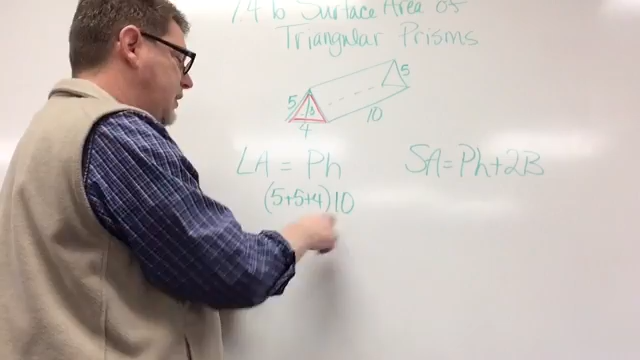 7.4 b Surface Area of
Triangular Prisms
5
5
4
10
LA = Ph
SA=Ph+2B
(5+5+4)10